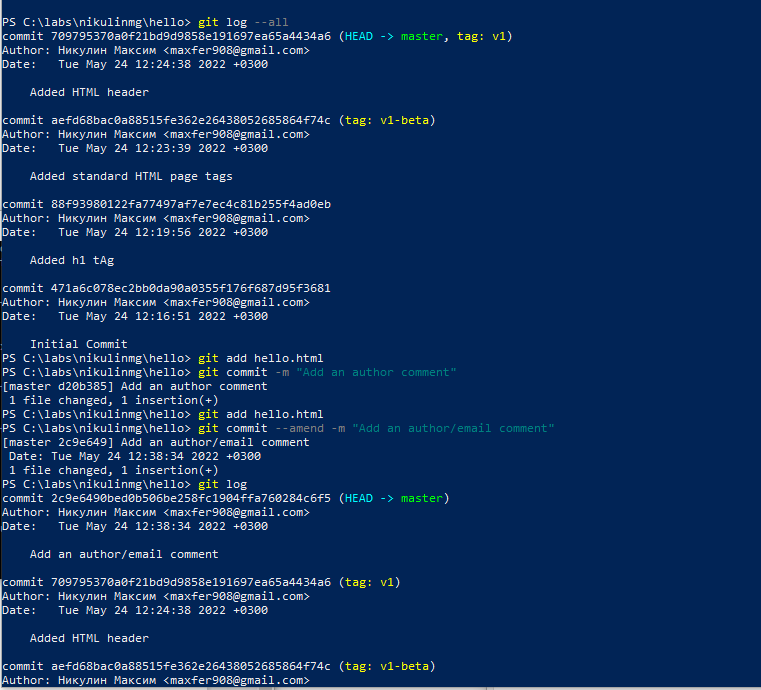 PS C:\labs\nikulinmg\hello> git log --all
commit 709795370a0f21bd9d9858e191697ea65a4434a6 (HEAD -> master, tag: v1)
Author: Никулин Максим <maxfer908@gmail.com>
Date:   Tue May 24 12:24:38 2022 +0300
    Added HTML header
commit aefd68bac0a88515fe362e26438052685864f74c (tag: v1-beta)
Author: Никулин Максим <maxfer908@gmail.com>
Date:   Tue May 24 12:23:39 2022 +0300
    Added standard HTML page tags
commit 88f93980122fa77497af7e7ec4c81b255f4ad0eb
Author: Никулин Максим <maxfer908@gmail.com>
Date:   Tue May 24 12:19:56 2022 +0300
    Added h1 tAg
commit 471a6c078ec2bb0da90a0355f176f687d95f3681
Author: Никулин Максим <maxfer908@gmail.com>
Date:   Tue May 24 12:16:51 2022 +0300
    Initial Commit
PS C:\labs\nikulinmg\hello> git add hello.html
PS C:\labs\nikulinmg\hello> git commit -m "Add an author comment"
[master d20b385] Add an author comment
 1 file changed, 1 insertion(+)
PS C:\labs\nikulinmg\hello> git add hello.html
PS C:\labs\nikulinmg\hello> git commit --amend -m "Add an author/email comment"
[master 2c9e649] Add an author/email comment
 Date: Tue May 24 12:38:34 2022 +0300
 1 file changed, 1 insertion(+)
PS C:\labs\nikulinmg\hello> git log
commit 2c9e6490bed0b506be258fc1904ffa760284c6f5 (HEAD -> master)
Author: Никулин Максим <maxfer908@gmail.com>
Date:   Tue May 24 12:38:34 2022 +0300
    Add an author/email comment
commit 709795370a0f21bd9d9858e191697ea65a4434a6 (tag: v1)
Author: Никулин Максим <maxfer908@gmail.com>
Date:   Tue May 24 12:24:38 2022 +0300
    Added HTML header
commit aefd68bac0a88515fe362e26438052685864f74c (tag: v1-beta)
Author: Никулин Максим <maxfer908@gmail.com>